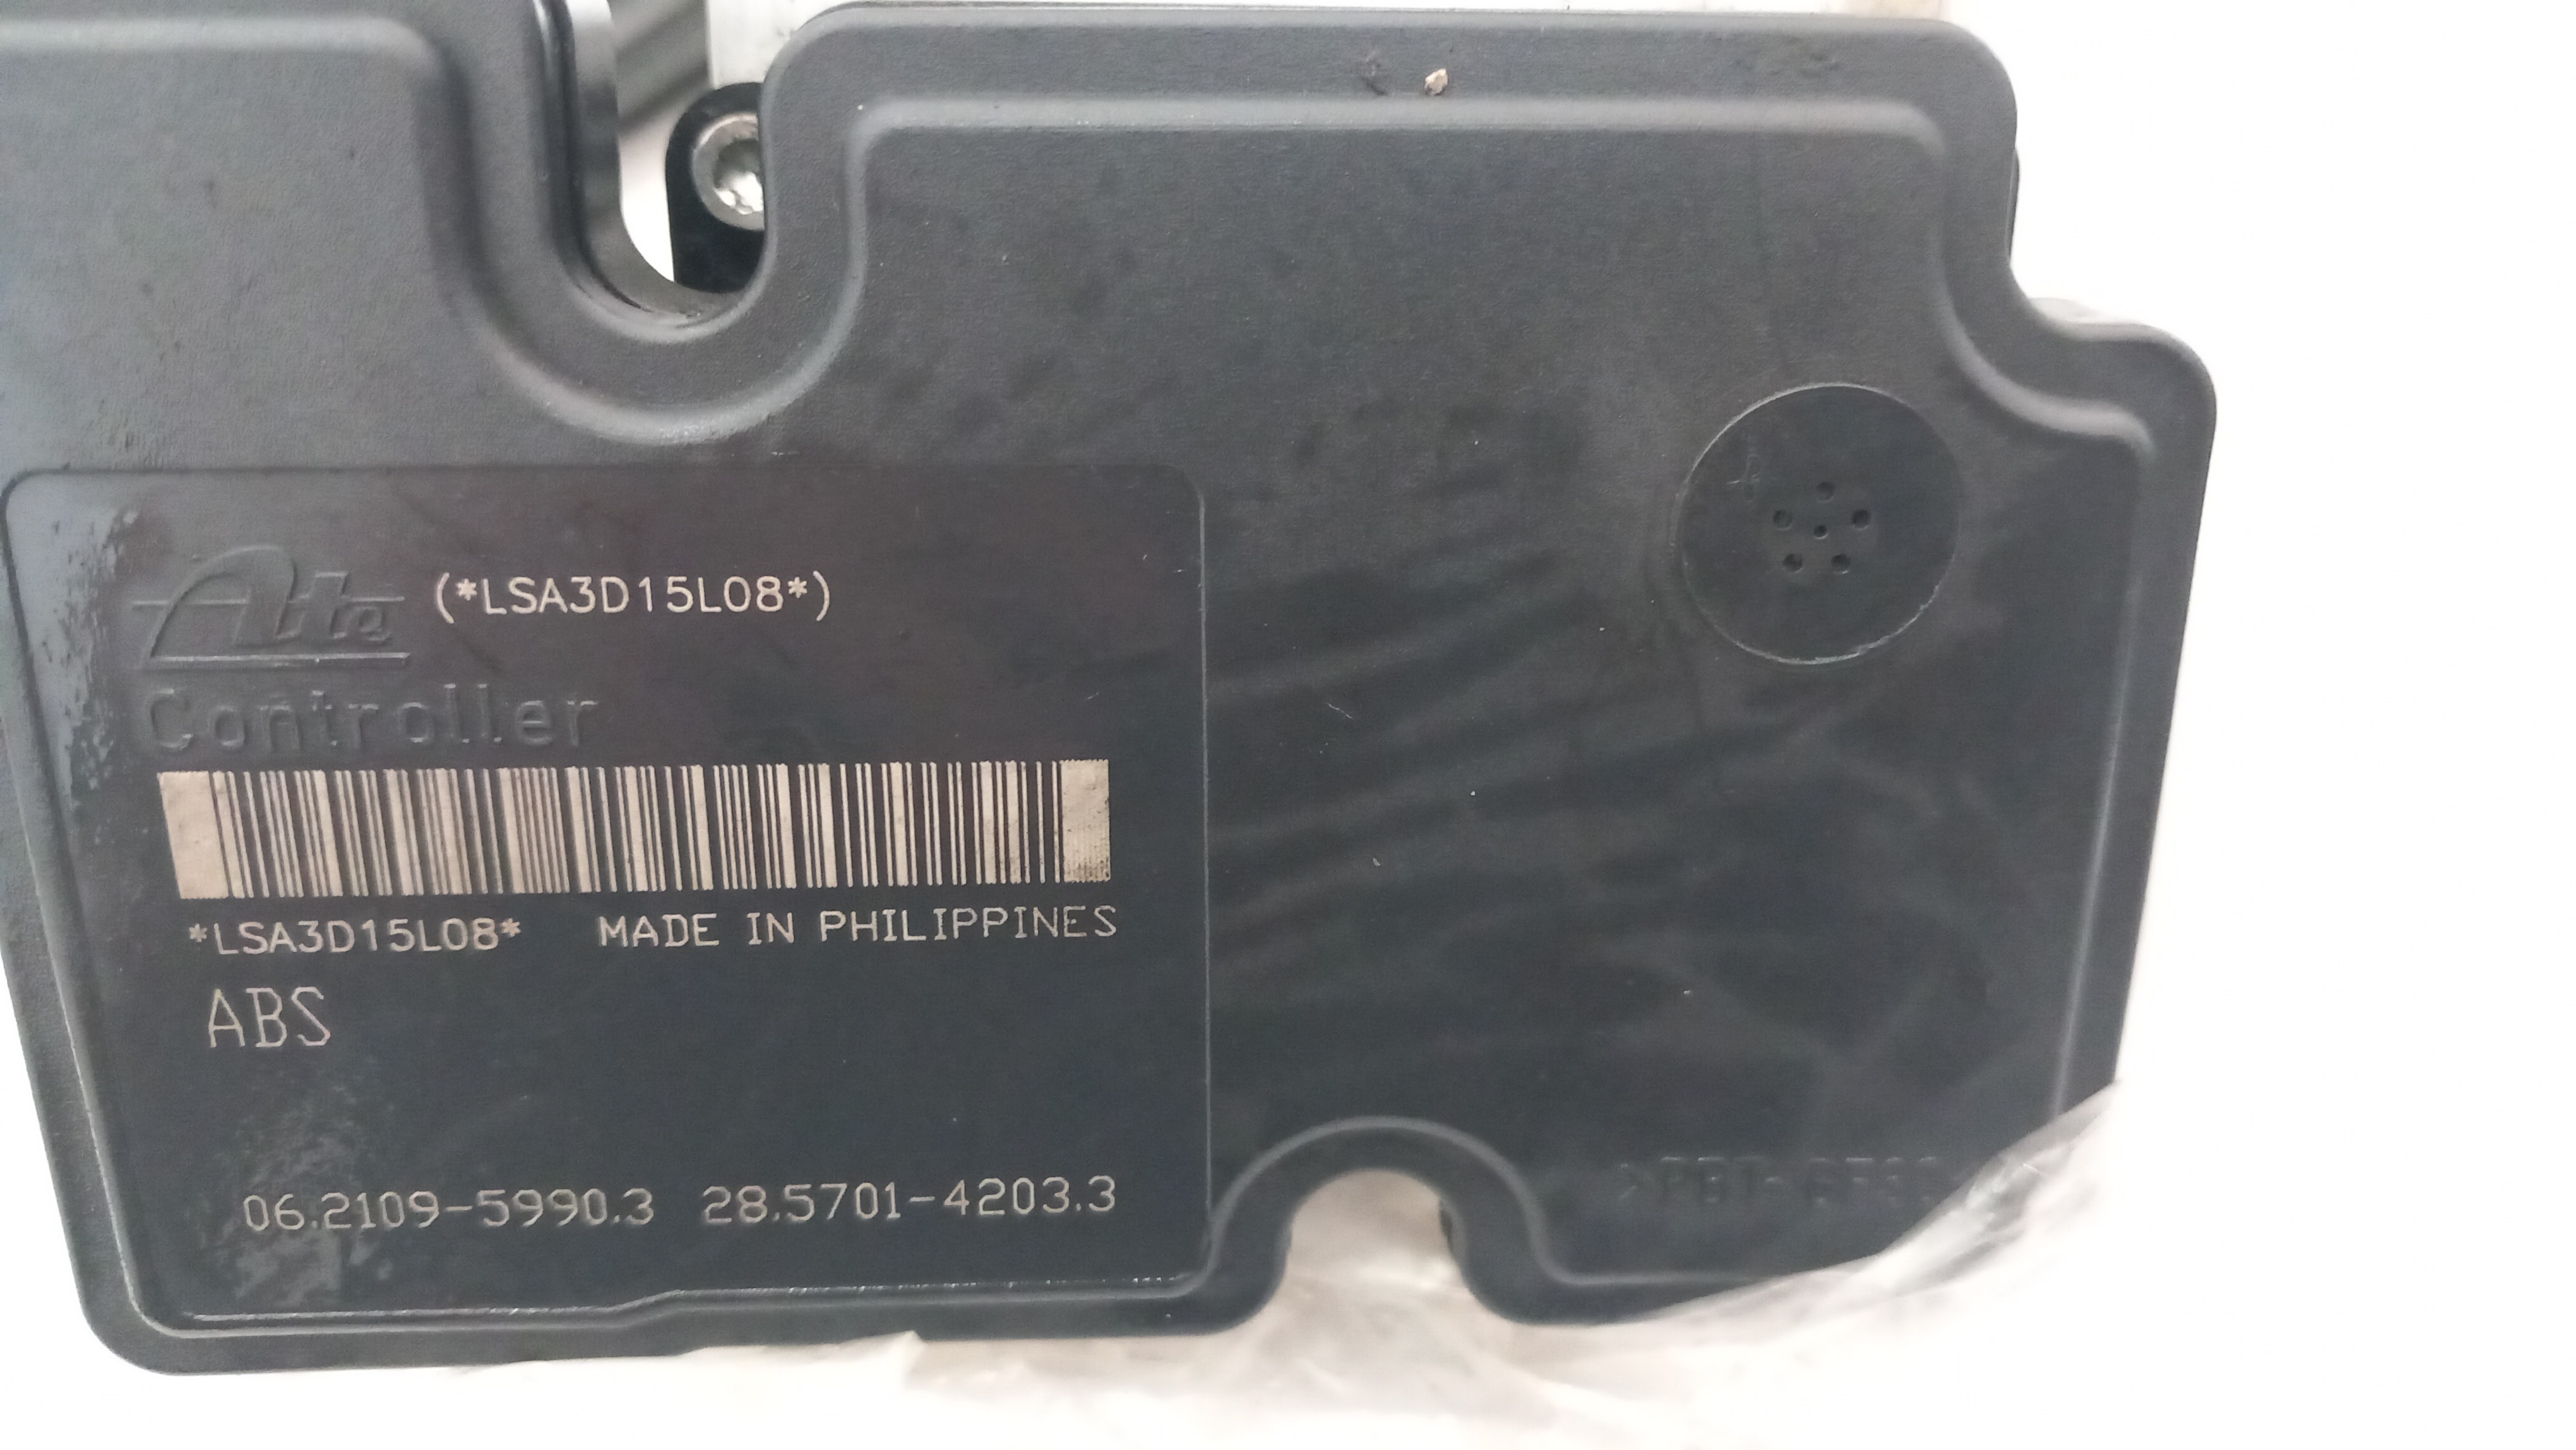 Ate (*LSA3D15L08*)
Controller
*LSA3D15L08* MADE IN PHILIPPINES
ABS
06.2109-5990.3 28.5701-4203.3